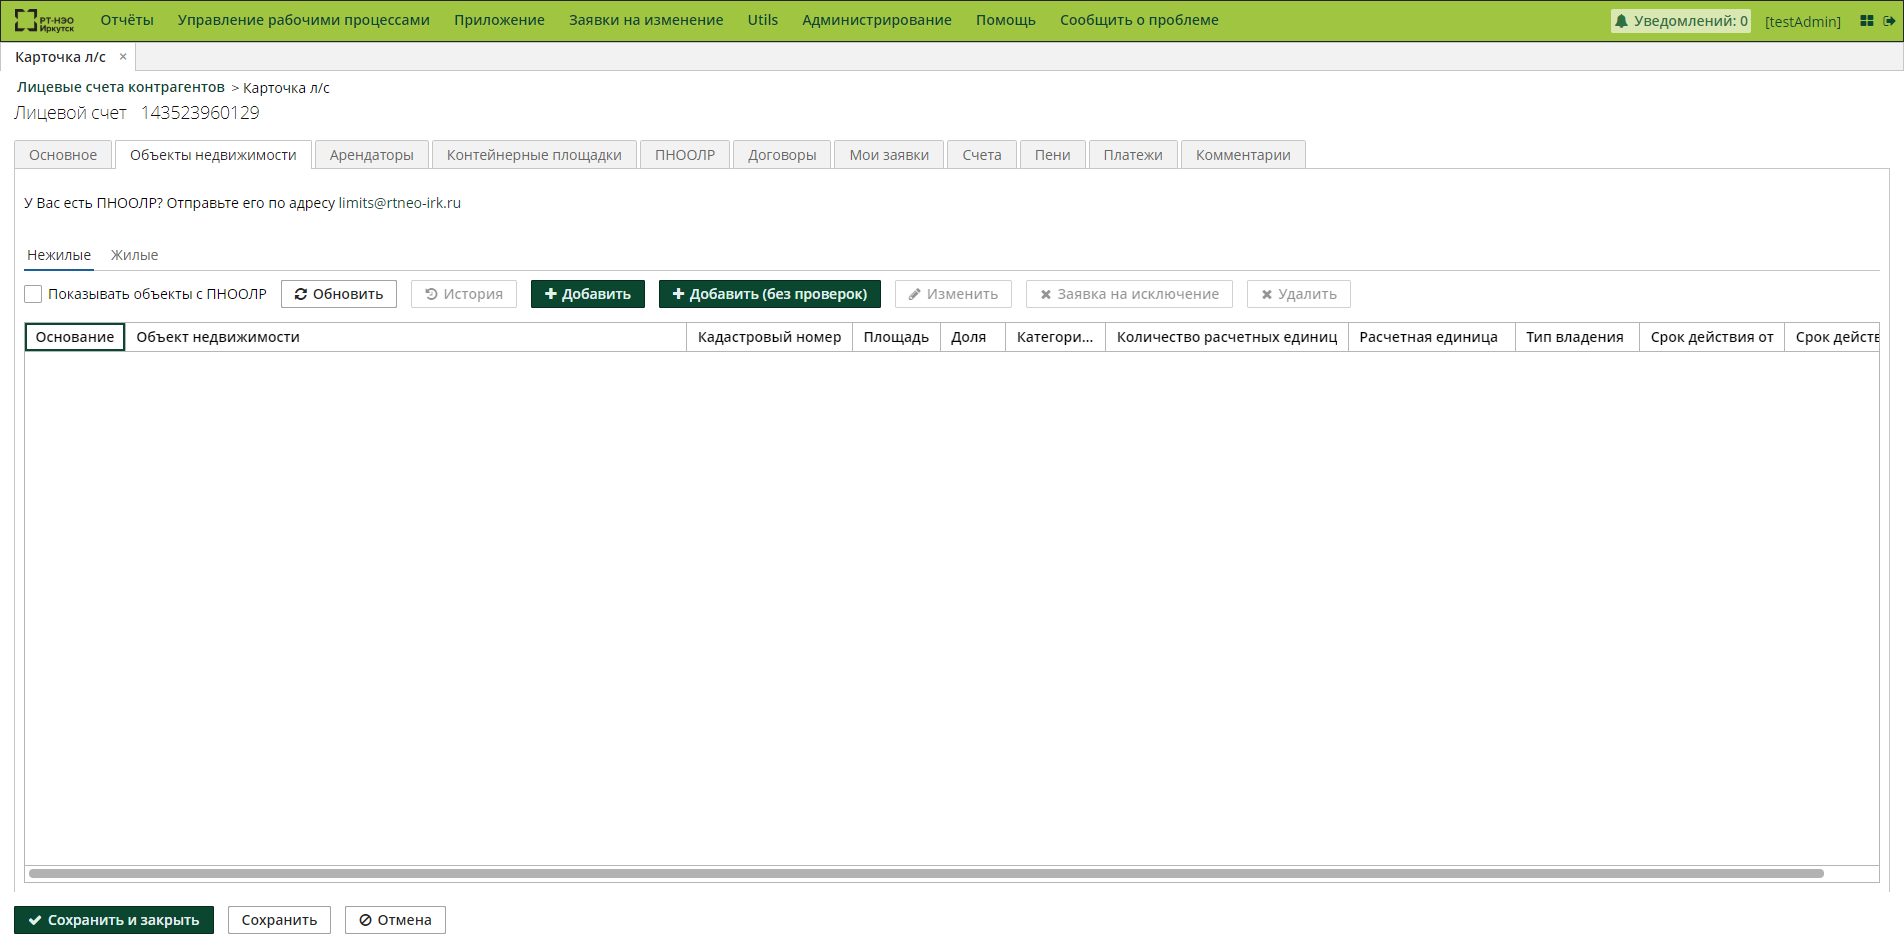 РТ-НЭО Иркутск Отчёты Управление рабочими процессами Приложение Заявки на изменение Utils Администрирование Помощь Сообщить о проблеме Уведомлений: 0 [testAdmin]
Карточка л/с ×
Лицевые счета контрагентов > Карточка л/с
Лицевой счет 143523960129
Основное Объекты недвижимости Арендаторы Контейнерные площадки ПНООЛР Договоры Мои заявки Счета Пени Платежи Комментарии
У Вас есть ПНООЛР? Отправьте его по адресу limits@rtneo-irk.ru
Нежилые Жилые
Показывать объекты с ПНООЛР Обновить История Добавить Добавить (без проверок) Изменить Заявка на исключение Удалить
Основание Объект недвижимости Кадастровый номер Площадь Доля Категори... Количество расчетных единиц Расчетная единица Тип владения Срок действия от Срок действ
Сохранить и закрыть Сохранить Отмена